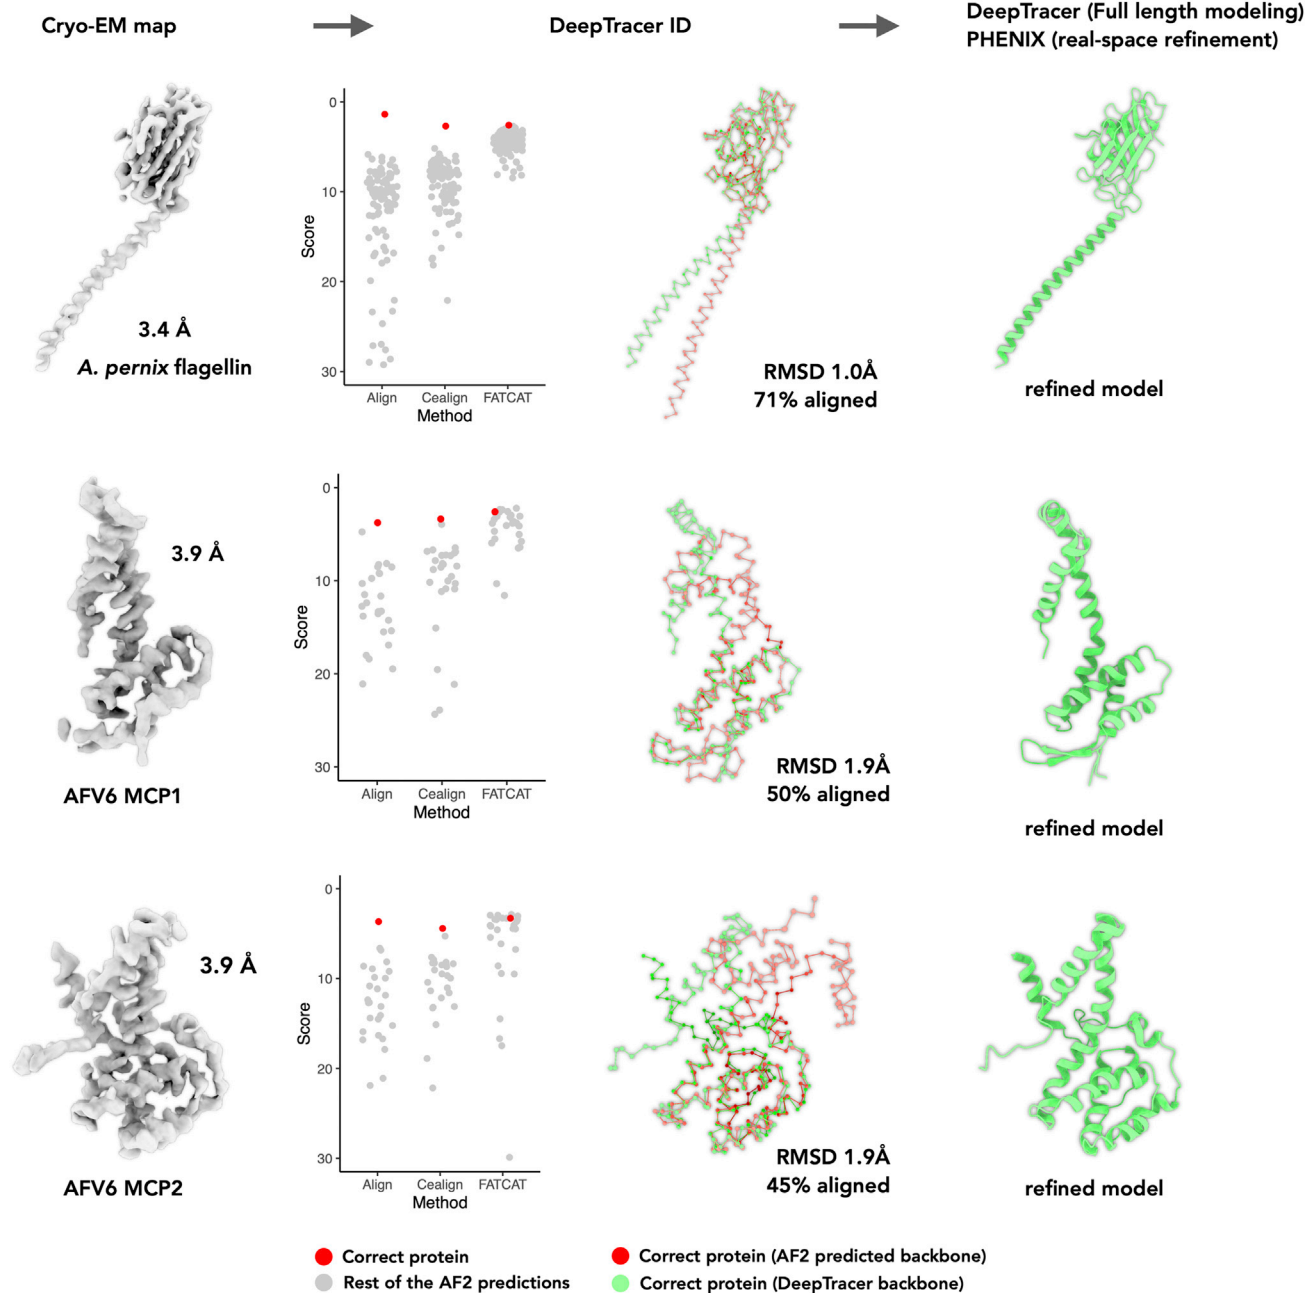 Cryo-EM map
DeepTracer ID
DeepTracer (Full length modeling)
PHENIX (real-space refinement)
3.4 Å
A. pernix flagellin
0
10
20
30
Score
Align
Cealign
FATCAT
Method
RMSD 1.0Å
71% aligned
refined model
3.9 Å
AFV6 MCP1
0
10
20
30
Score
Align
Cealign
FATCAT
Method
RMSD 1.9Å
50% aligned
refined model
3.9 Å
AFV6 MCP2
0
10
20
30
Score
Align
Cealign
FATCAT
Method
RMSD 1.9Å
45% aligned
refined model
Correct protein
Rest of the AF2 predictions
Correct protein (AF2 predicted backbone)
Correct protein (DeepTracer backbone)